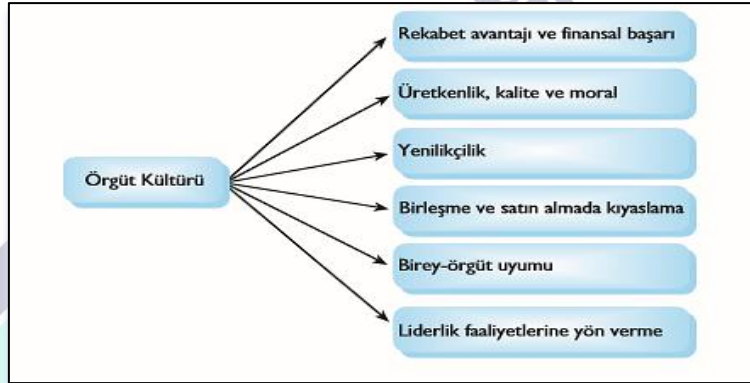 Rekabet avantajı ve finansal başarı
Üretkenlik, kalite ve moral
Yenilikçilik
Örgüt Kültürü
Birleşme ve satın almada kıyaslama
Birey-örgüt uyumu
Liderlik faaliyetlerine yön verme